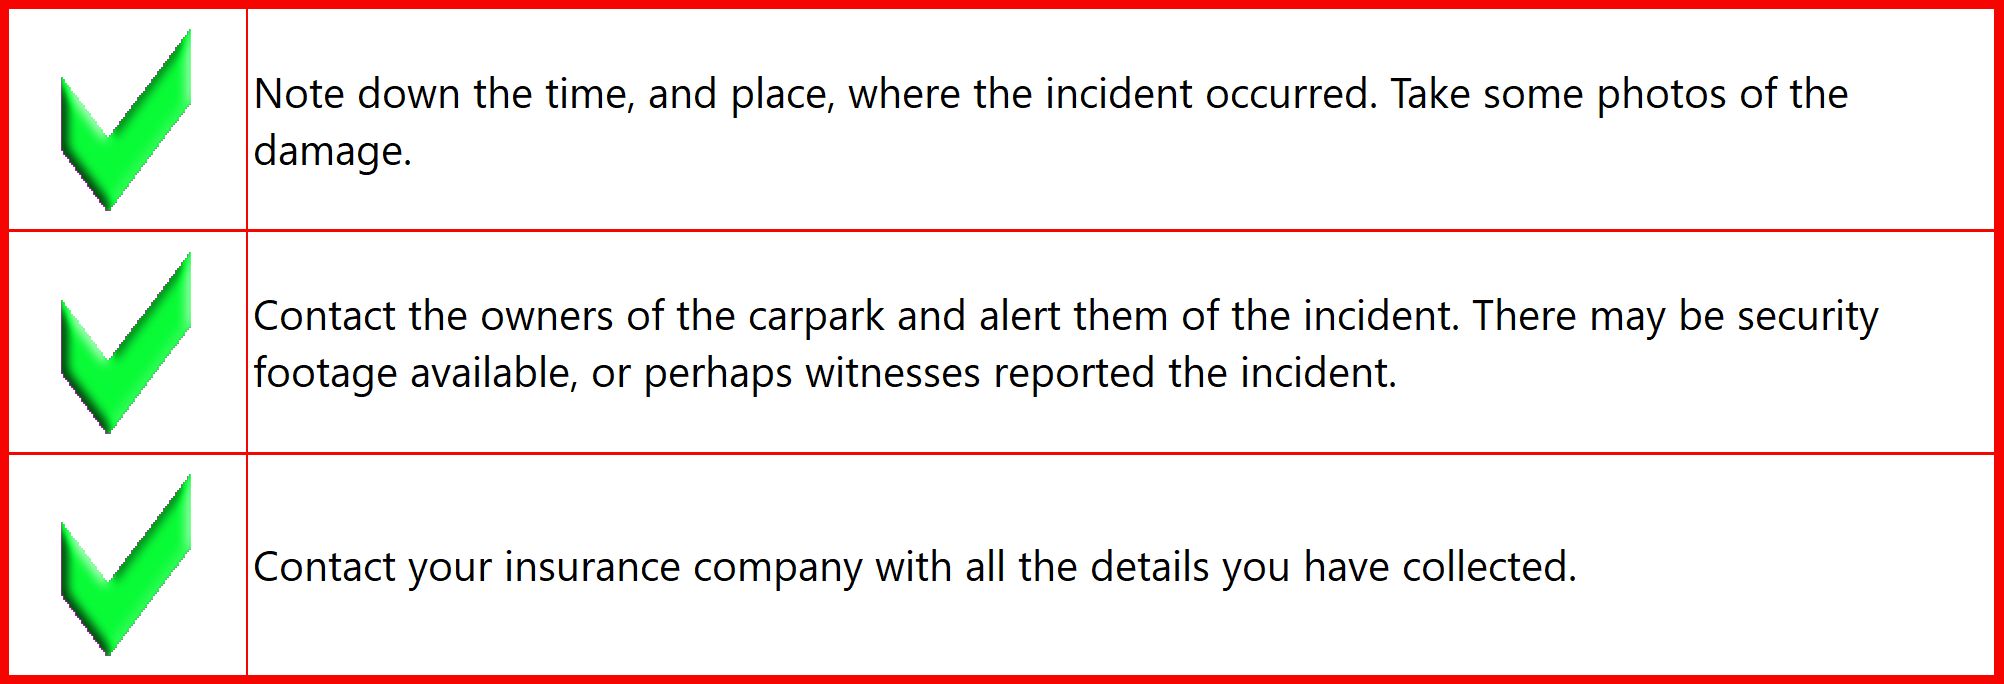 Note down the time, and place, where the incident occurred. Take some photos of the
damage.
Contact the owners of the carpark and alert them of the incident. There may be security
footage available, or perhaps witnesses reported the incident.
Contact your insurance company with all the details you have collected.